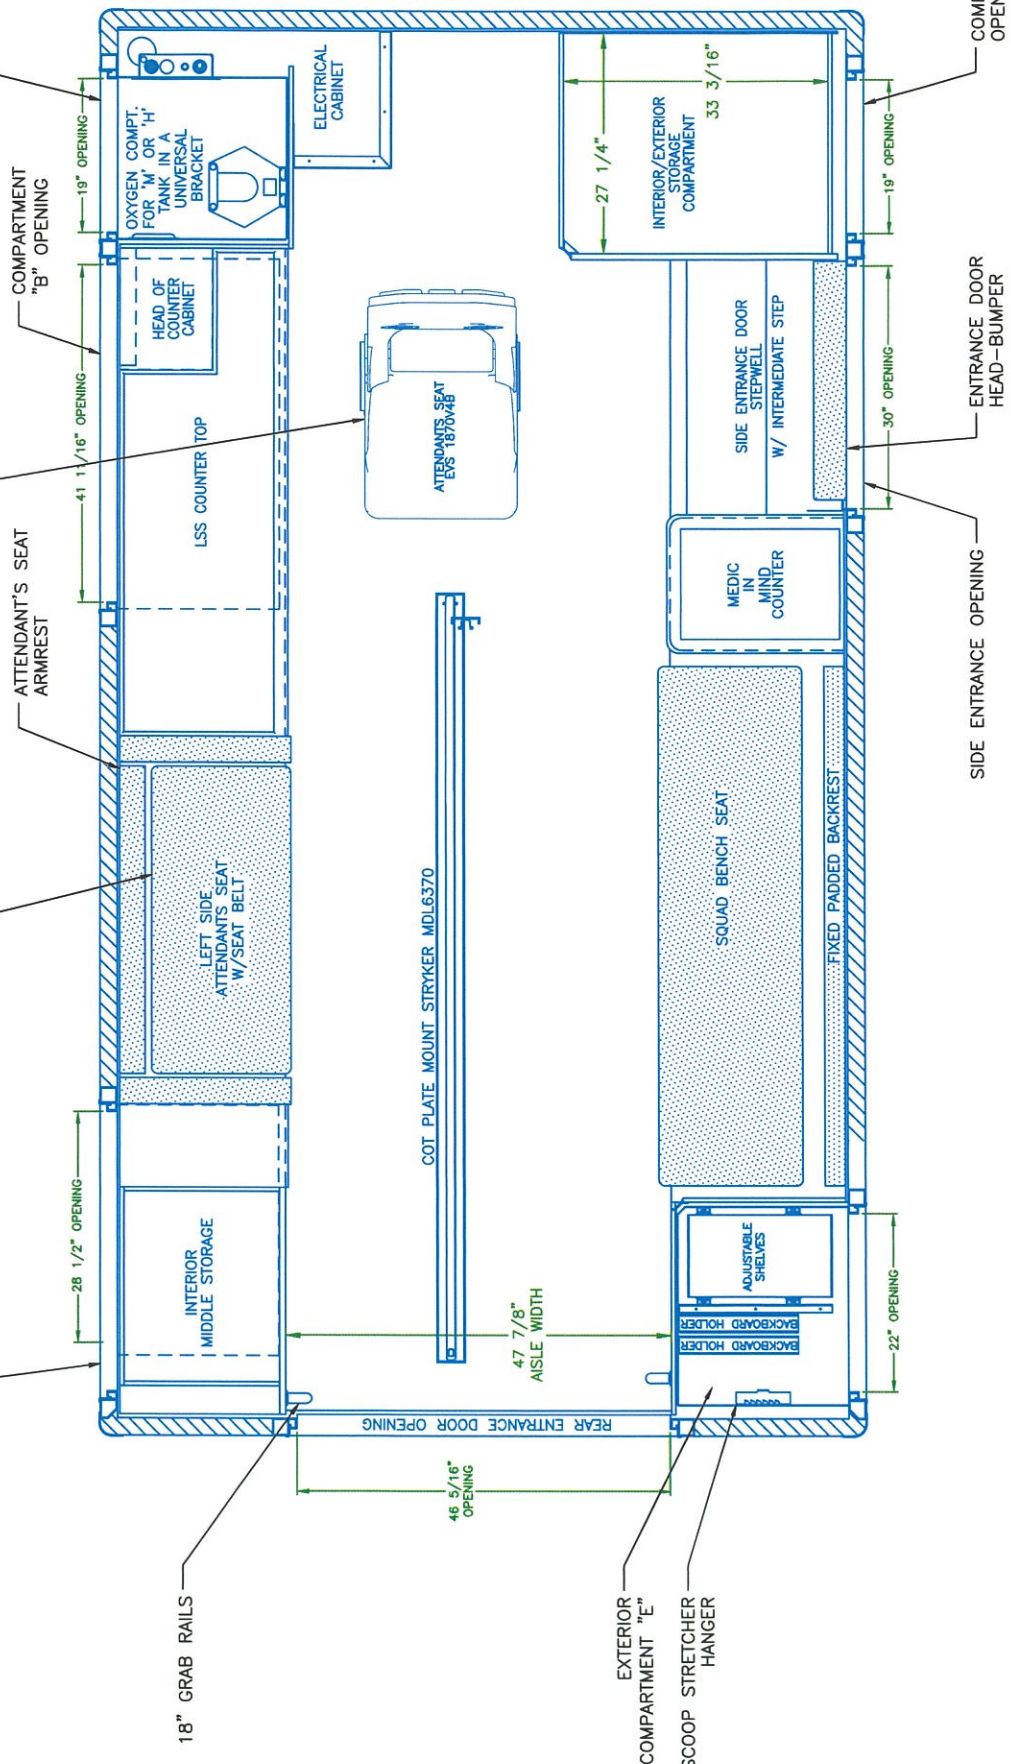 COMPARTMENT
"B" OPENING
ATTENDANT'S SEAT
ARMREST
28 1/2" OPENING
41 11/16" OPENING
19" OPENING
OXYGEN COMPT.
FOR 'M' OR 'H'
TANK IN A
UNIVERSAL
BRACKET
HEAD OF
COUNTER
CABINET
LSS COUNTER TOP
LEFT SIDE
ATTENDANTS SEAT
W/SEAT BELT
INTERIOR
MIDDLE STORAGE
ELECTRICAL
CABINET
ATTENDANTS SEAT
EVS 1870V4B
COT PLATE MOUNT STRYKER MDL6370
47 7/8"
AISLE WIDTH
REAR ENTRANCE DOOR OPENING
46 5/16"
OPENING
18" GRAB RAILS
27 1/4"
33 3/16"
INTERIOR/EXTERIOR
STORAGE
COMPARTMENT
SIDE ENTRANCE DOOR
STEPWELL
W/ INTERMEDIATE STEP
MEDIC
IN
MIND
COUNTER
SQUAD BENCH SEAT
FIXED PADDED BACKREST
ADJUSTABLE
SHELVES
BACKBOARD HOLDER
BACKBOARD HOLDER
22" OPENING
30" OPENING
19" OPENING
EXTERIOR
COMPARTMENT "E"
SCOOP STRETCHER
HANGER
SIDE ENTRANCE OPENING
ENTRANCE DOOR
HEAD-BUMPER